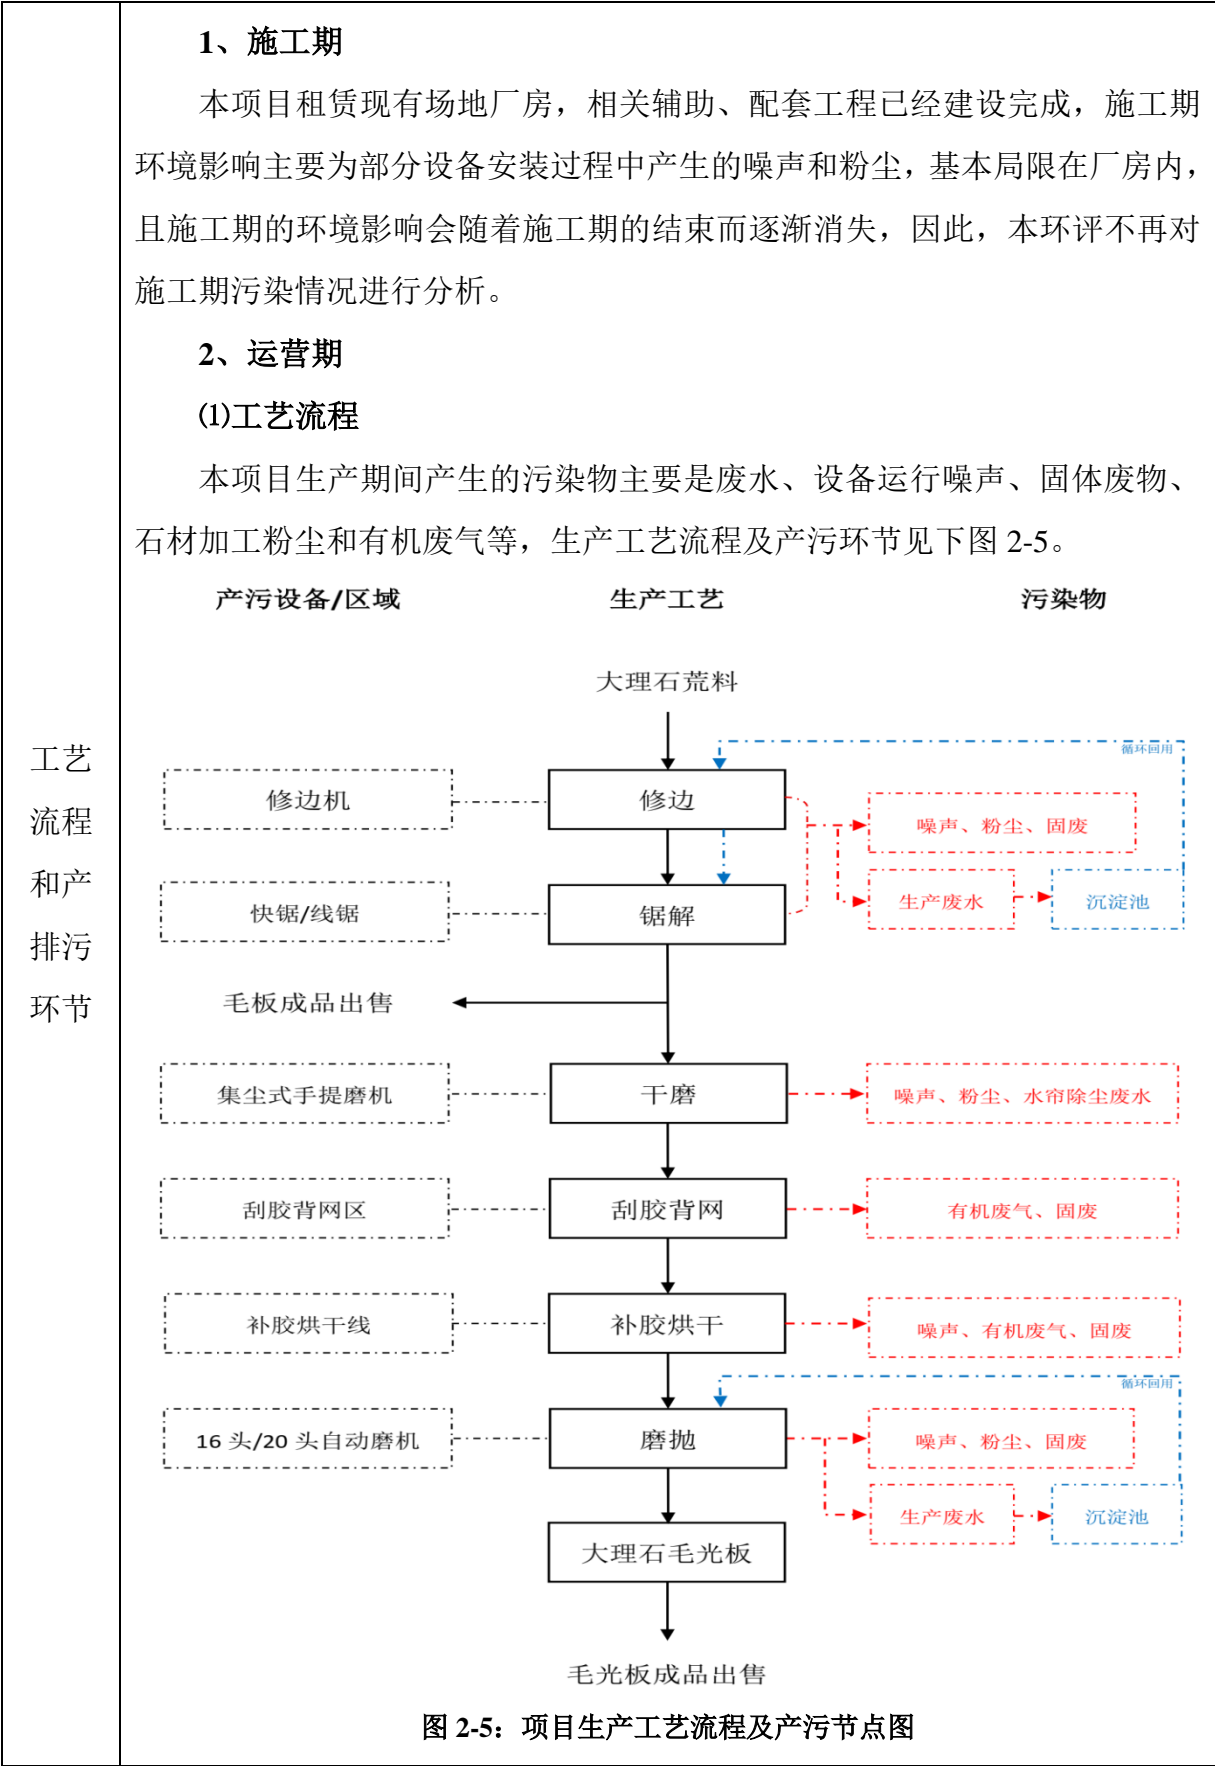 1、施工期
本项目租赁现有场地厂房，相关辅助、配套工程已经建设完成，施工期
环境影响主要为部分设备安装过程中产生的噪声和粉尘，基本局限在厂房内，
且施工期的环境影响会随着施工期的结束而逐渐消失，因此，本环评不再对
施工期污染情况进行分析。
2、运营期
⑴工艺流程
本项目生产期间产生的污染物主要是废水、设备运行噪声、固体废物、
石材加工粉尘和有机废气等，生产工艺流程及产污环节见下图 2-5。
工艺
流程
和产
排污
环节
产污设备/区域 生产工艺 污染物
大理石荒料
循环回用
修边机 修边 噪声、粉尘、固废
快锯/线锯 锯解 生产废水 沉淀池
毛板成品出售
集尘式手提磨机 干磨 噪声、粉尘、水帘除尘废水
刮胶背网区 刮胶背网 有机废气、固废
补胶烘干线 补胶烘干 噪声、有机废气、固废
循环回用
16 头/20 头自动磨机 磨抛 噪声、粉尘、固废
生产废水 沉淀池
大理石毛光板
毛光板成品出售
图 2-5：项目生产工艺流程及产污节点图